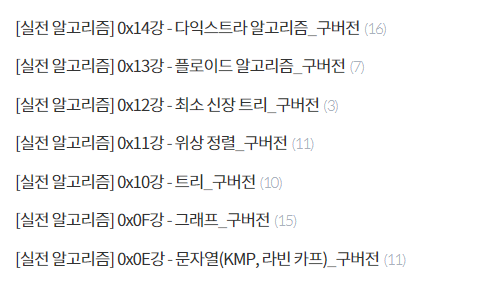 [실전 알고리즘] 0x14강 - 다익스트라 알고리즘_구버전 (16)
[실전 알고리즘] 0x13강 - 플로이드 알고리즘_구버전 (7)
[실전 알고리즘] 0x12강 - 최소 신장 트리_구버전 (3)
[실전 알고리즘] 0x11강 - 위상 정렬_구버전 (11)
[실전 알고리즘] 0x10강 - 트리_구버전 (10)
[실전 알고리즘] 0x0F강 - 그래프_구버전 (15)
[실전 알고리즘] 0x0E강 - 문자열(KMP, 라빈 카프)_구버전 (11)